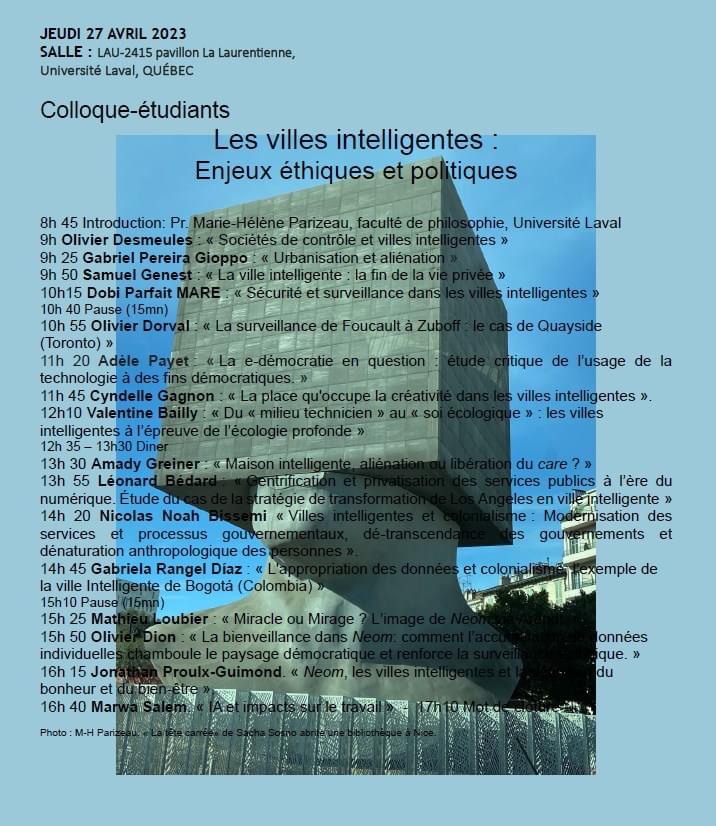 JEUDI 27 AVRIL 2023
SALLE : LAU-2415 pavillon La Laurentienne,
Université Laval, QUÉBEC
Colloque-étudiants
Les villes intelligentes :
Enjeux éthiques et politiques
8h 45 Introduction: Pr. Marie-Hélène Parizeau, faculté de philosophie, Université Laval
9h Olivier Desmeules : « Sociétés de contrôle et villes intelligentes »
9h 25 Gabriel Pereira Gioppo : « Urbanisation et aliénation »
9h 50 Samuel Genest : « La ville intelligente : la fin de la vie privée »
10h15 Dobi Parfait MARE : « Sécurité et surveillance dans les villes intelligentes »
10h 40 Pause (15mn)
10h 55 Olivier Dorval : « La surveillance de Foucault à Zuboff : le cas de Quayside
(Toronto) »
11h 20 Adèle Payet : « La e-démocratie en question : étude critique de l'usage de la
technologie à des fins démocratiques. »
11h 45 Cyndelle Gagnon : « La place qu'occupe la créativité dans les villes intelligentes ».
12h10 Valentine Bailly : « Du « milieu technicien » au « soi écologique » : les villes
intelligentes à l'épreuve de l'écologie profonde »
12h 35 – 13h30 Diner
13h 30 Amady Greiner : « Maison intelligente, aliénation ou libération du care ? »
13h 55 Léonard Bédard : « Gentrification et privatisation des services publics à l'ère du
numérique. Étude du cas de la stratégie de transformation de Los Angeles en ville intelligente »
14h 20 Nicolas Noah Bissemi « Villes intelligentes et colonialisme : Modernisation des
services et processus gouvernementaux, dé-transcendance des gouvernements et
dénaturation anthropologique des personnes ».
14h 45 Gabriela Rangel Diaz : « L'appropriation des données et colonialisme, l'exemple de
la ville Intelligente de Bogotá (Colombia) »
15h10 Pause (15mn)
15h 25 Mathieu Loubier : « Miracle ou Mirage ? L'image de Neom
15h 50 Olivier Dion : « La bienveillance dans Neom: comment l'accumulation de données
individuelles chamboule le paysage démocratique et renforce la surveillance
16h 15 Jonathan Proulx-Guimond. « Neom, les villes intelligentes et la du
bonheur et du bien-être »
16h 40 Marwa Salem. « IA et impacts sur le travail » - 17h10 Mot de clôture
Photo : M-H Parizeau. « La tête carrée» de Sacha Sosno abrite une bibliothèque à Nice.